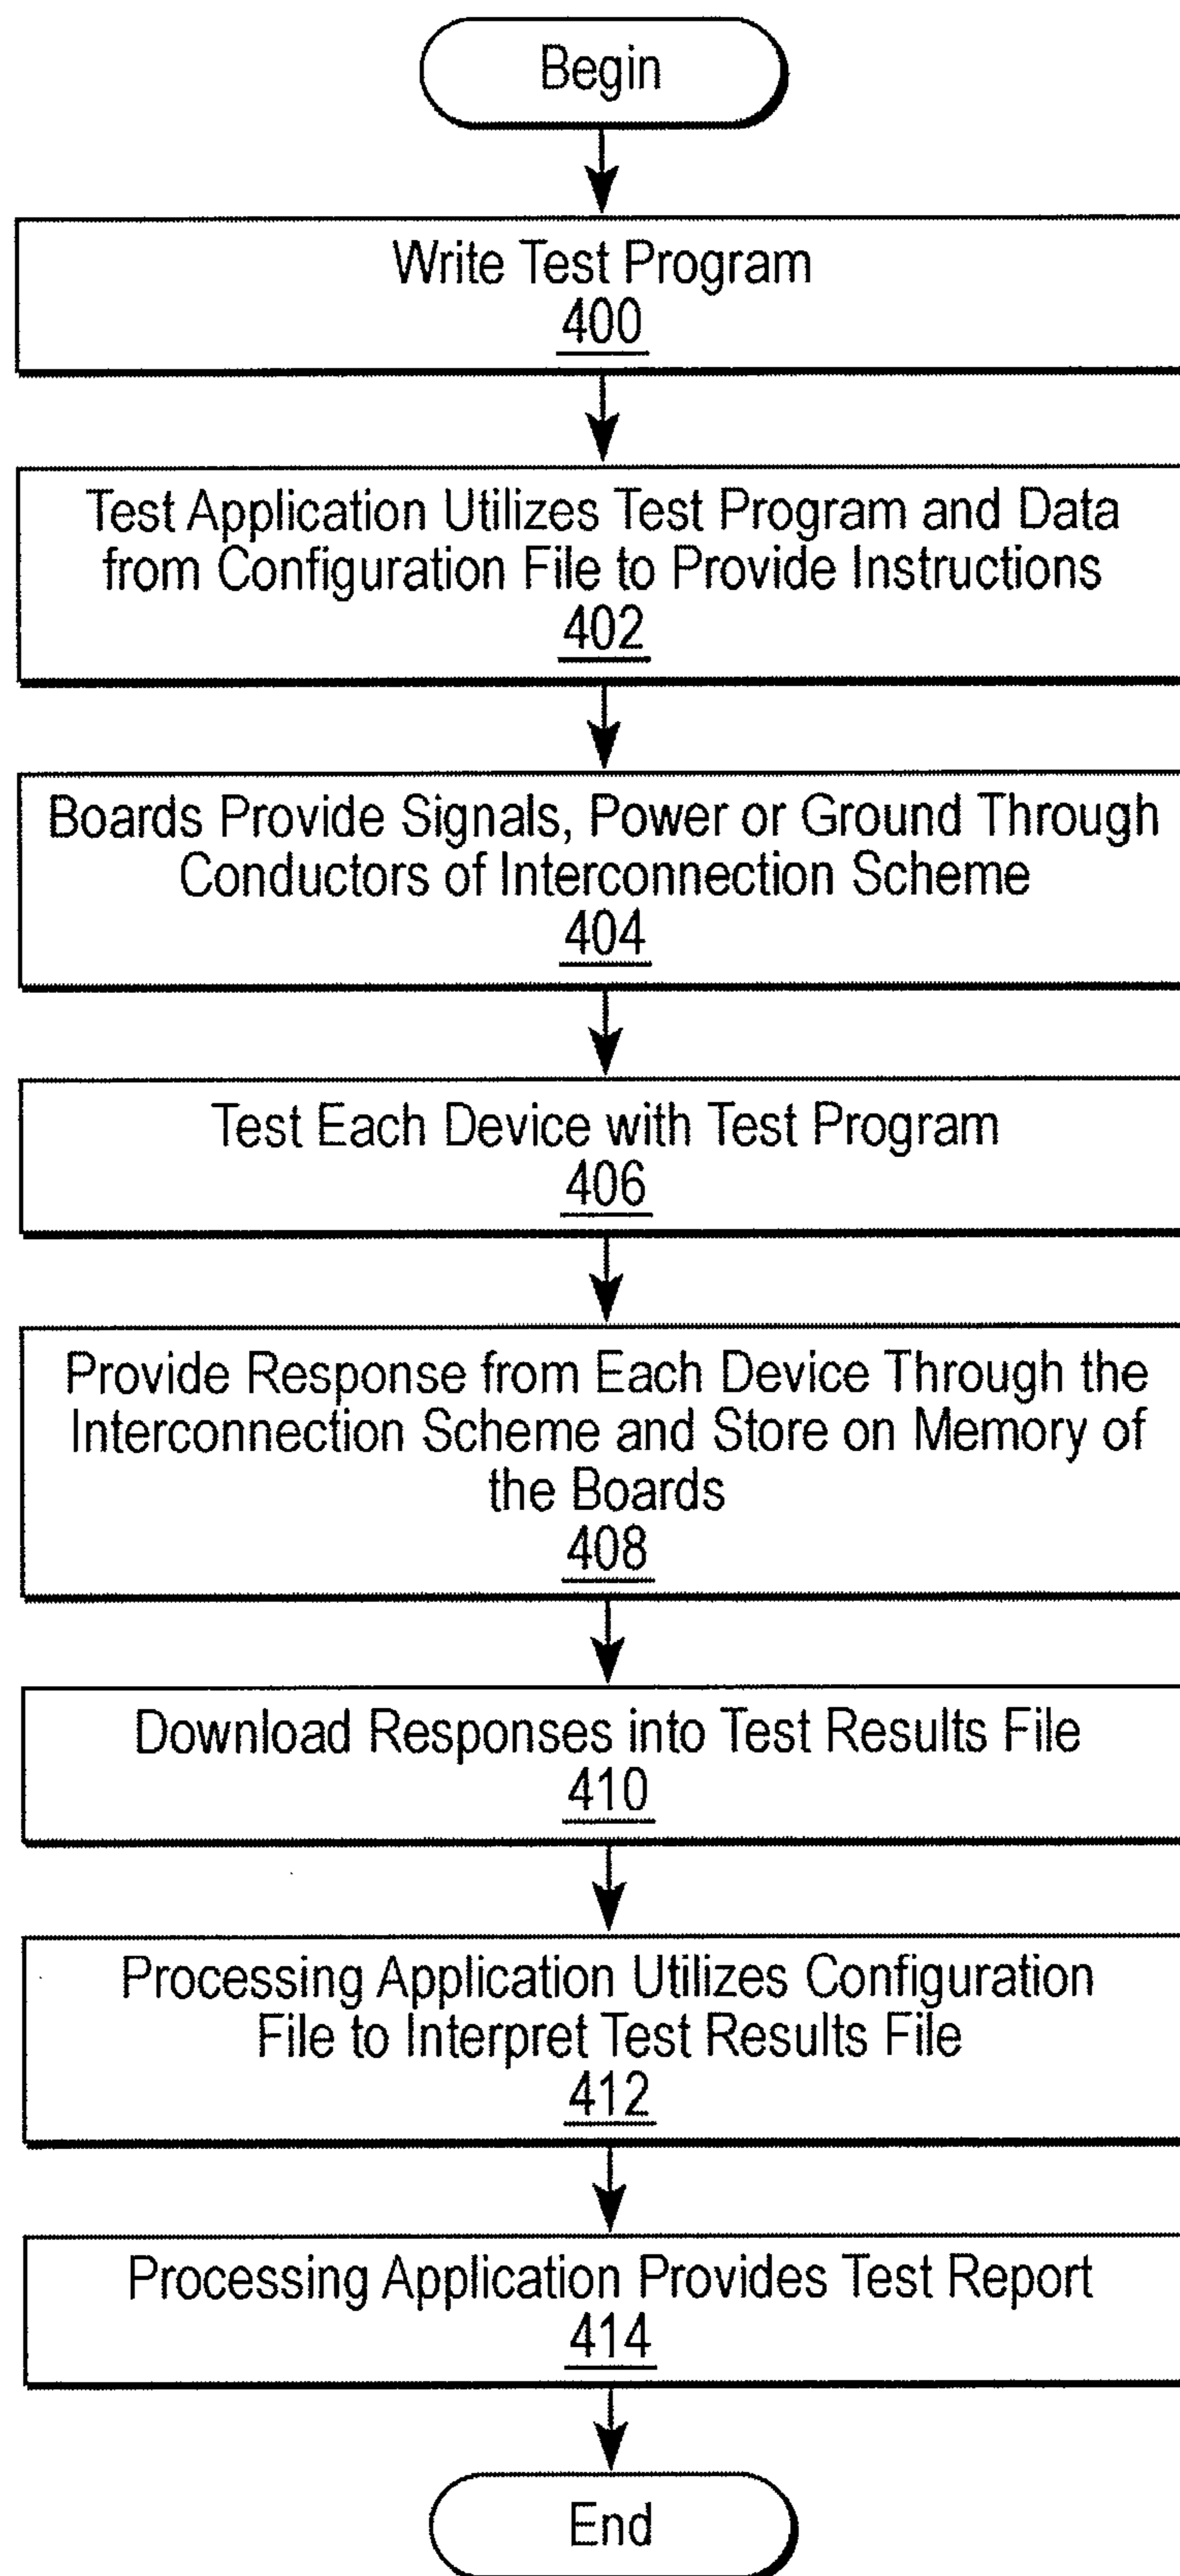 Begin
Write Test Program
400
Test Application Utilizes Test Program and Data
from Configuration File to Provide Instructions
402
Boards Provide Signals, Power or Ground Through
Conductors of Interconnection Scheme
404
Test Each Device with Test Program
406
Provide Response from Each Device Through the
Interconnection Scheme and Store on Memory of
the Boards
408
Download Responses into Test Results File
410
Processing Application Utilizes Configuration
File to Interpret Test Results File
412
Processing Application Provides Test Report
414
End